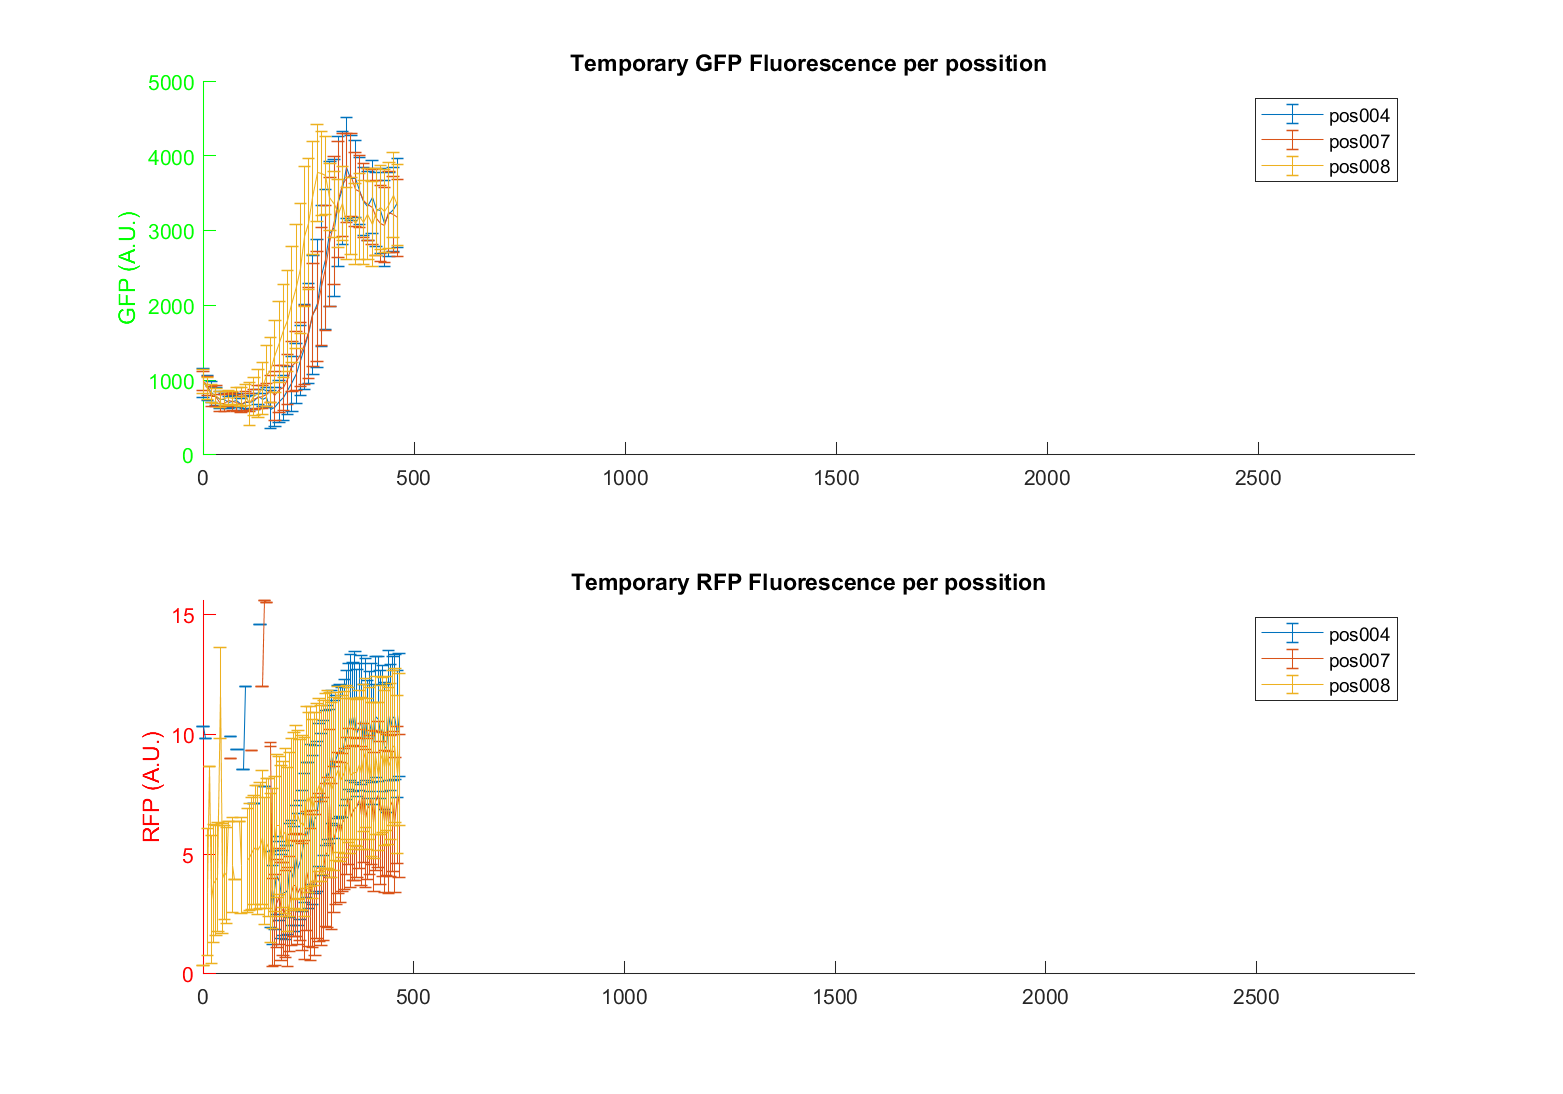 Temporary GFP Fluorescence per possition
5000
4000
3000
2000
1000
0
GFP (A.U.)
pos004
pos007
pos008
0 500 1000 1500 2000 2500
Temporary RFP Fluorescence per possition
15
10
5
0
RFP (A.U.)
pos004
pos007
pos008
0 500 1000 1500 2000 2500